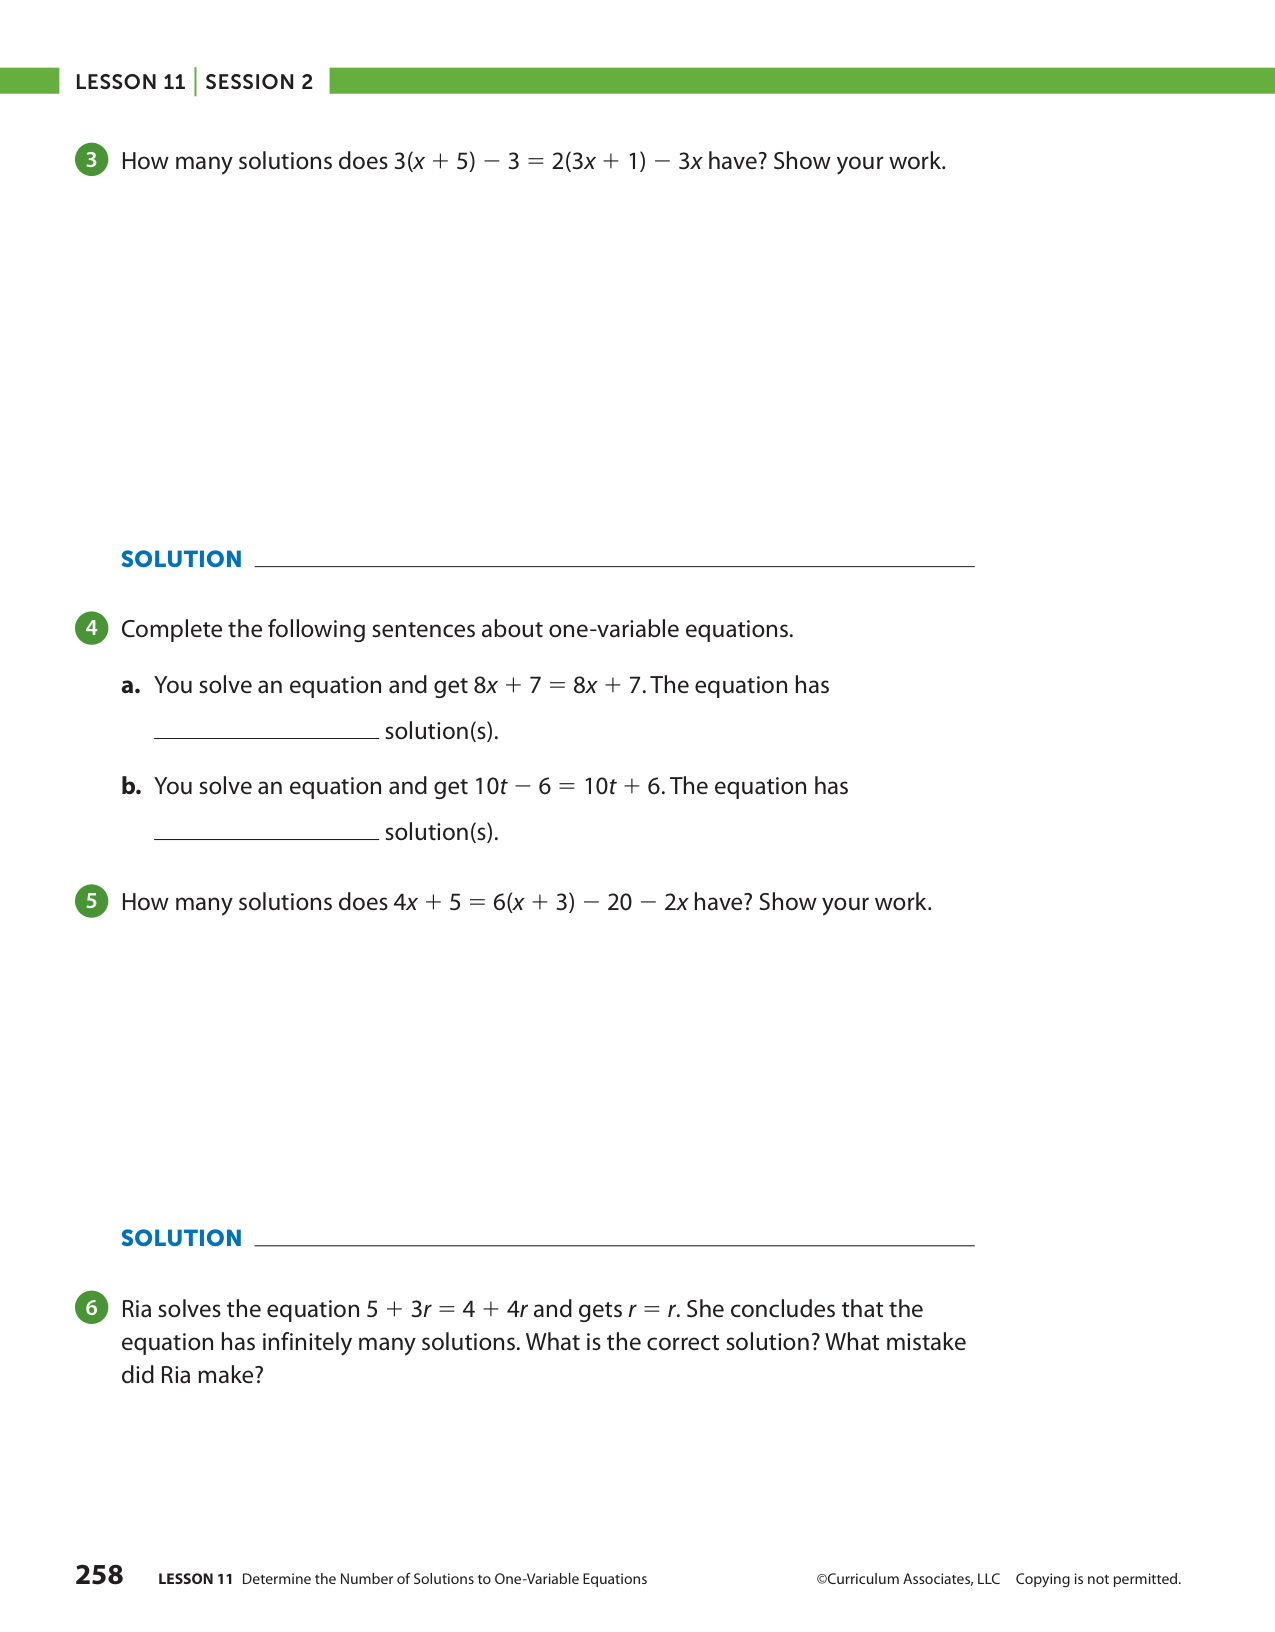 LESSON 11 | SESSION 2
3 How many solutions does 3(x + 5) − 3 = 2(3x + 1) − 3x have? Show your work.
SOLUTION
4 Complete the following sentences about one-variable equations.
a. You solve an equation and get 8x + 7 = 8x + 7. The equation has
solution(s).
b. You solve an equation and get 10t − 6 = 10t + 6. The equation has
solution(s).
5 How many solutions does 4x + 5 = 6(x + 3) − 20 − 2x have? Show your work.
SOLUTION
6 Ria solves the equation 5 + 3r = 4 + 4r and gets r = r. She concludes that the
equation has infinitely many solutions. What is the correct solution? What mistake
did Ria make?
258 LESSON 11 Determine the Number of Solutions to One-Variable Equations ©Curriculum Associates, LLC Copying is not permitted.